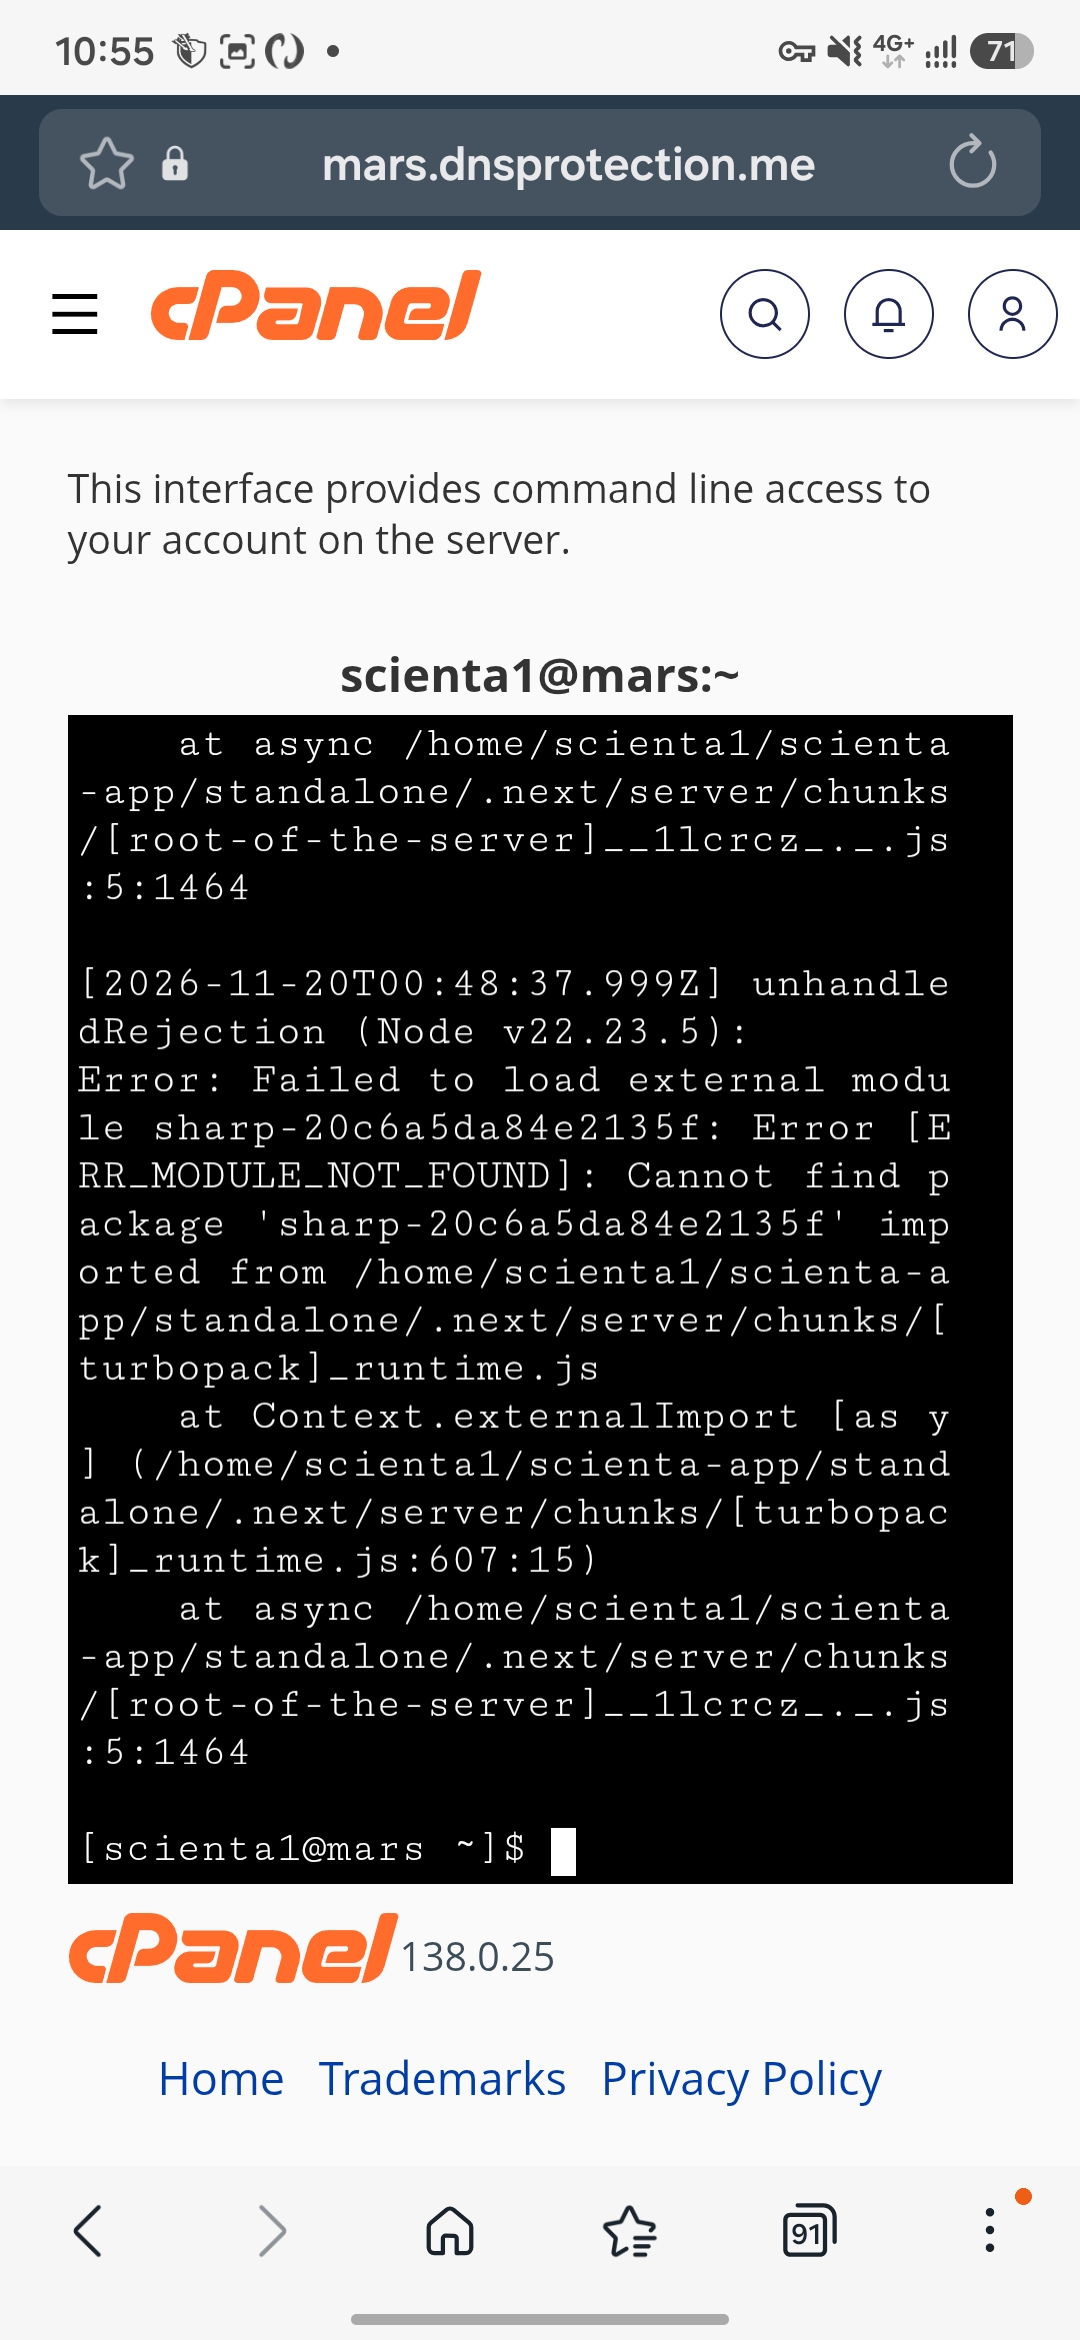 10:55
4G+
71
mars.dnsprotection.me
cPanel
This interface provides command line access to
your account on the server.
scienta1@mars:~
    at async /home/scienta1/scienta
-app/standalone/.next/server/chunks
/[root-of-the-server]__11crcz_._.js
:5:1464
[2026-11-20T00:48:37.999Z] unhandle
dRejection (Node v22.23.5):
Error: Failed to load external modu
le sharp-20c6a5da84e2135f: Error [E
RR_MODULE_NOT_FOUND]: Cannot find p
ackage 'sharp-20c6a5da84e2135f' imp
orted from /home/scienta1/scienta-a
pp/standalone/.next/server/chunks/[
turbopack]_runtime.js
    at Context.externalImport [as y
] (/home/scienta1/scienta-app/stand
alone/.next/server/chunks/[turbopac
k]_runtime.js:607:15)
    at async /home/scienta1/scienta
-app/standalone/.next/server/chunks
/[root-of-the-server]__11crcz_._.js
:5:1464
[scienta1@mars ~]$
cPanel 138.0.25
Home Trademarks Privacy Policy
91